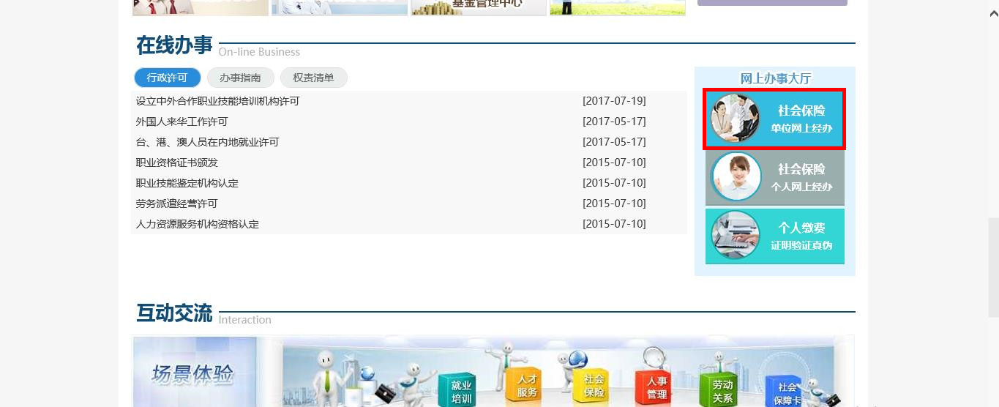 基金管理中心
在线办事
On-line Business
行政许可 办事指南 权责清单
设立中外合作职业技能培训机构许可 [2017-07-19]
外国人来华工作许可 [2017-05-17]
台、港、澳人员在内地就业许可 [2017-05-17]
职业资格证书颁发 [2015-07-10]
职业技能鉴定机构认定 [2015-07-10]
劳务派遣经营许可 [2015-07-10]
人力资源服务机构资格认定 [2015-07-10]
网上办事大厅
社会保险
单位网上经办
社会保险
个人网上经办
个人缴费
证明验证真伪
互动交流
Interaction
场景体验
就业
培训
人才
服务
社会
保险
人事
管理
劳动
关系
社会
保障卡